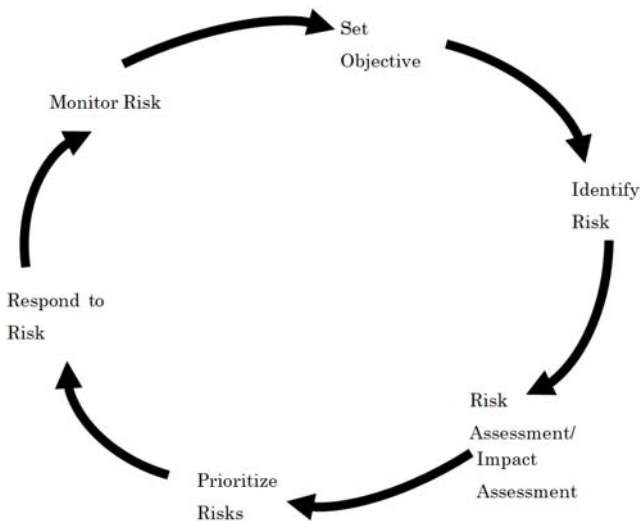 Set
Objective
Identify
Risk
Risk
Assessment/
Impact
Assessment
Prioritize
Risks
Respond to
Risk
Monitor Risk